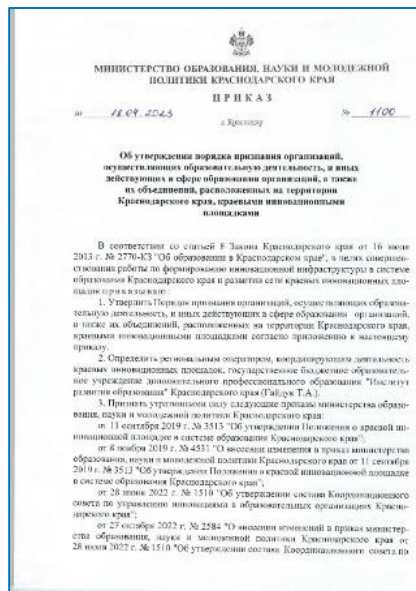 МИНИСТЕРСТВО ОБРАЗОВАНИЯ, НАУКИ И МОЛОДЕЖНОЙ
ПОЛИТИКИ КРАСНОДАРСКОГО КРАЯ
ПРИКАЗ
от 18.04.2023 № 1100
г. Краснодар
Об утверждении порядка признания организаций,
осуществляющих образовательную деятельность, и иных
действующих в сфере образования организаций, а также
их объединений, расположенных на территории
Краснодарского края, краевыми инновационными
площадками
В соответствии со статьей 8 Закона Краснодарского края от 16 июля
2013 г. № 2770-КЗ "Об образовании в Краснодарском крае", в целях совершен-
ствования работы по формированию инновационной инфраструктуры в системе
образования Краснодарского края и развития сети краевых инновационных пло-
щадок приказываю:
1. Утвердить Порядок признания организаций, осуществляющих образова-
тельную деятельность, и иных действующих в сфере образования организаций,
а также их объединений, расположенных на территории Краснодарского края,
краевыми инновационными площадками согласно приложению к настоящему
приказу.
2. Определить региональным оператором, координирующим деятельность
краевых инновационных площадок, государственное бюджетное образователь-
ное учреждение дополнительного профессионального образования "Институт
развития образования" Краснодарского края (Гайдук Т.А.).
3. Признать утратившими силу следующие приказы министерства образо-
вания, науки и молодежной политики Краснодарского края:
от 11 сентября 2019 г. № 3513 "Об утверждении Положения о краевой ин-
новационной площадке в системе образования Краснодарского края";
от 8 ноября 2019 г. № 4531 "О внесении изменения в приказ министерства
образования, науки и молодежной политики Краснодарского края от 11 сентября
2019 г. № 3513 "Об утверждении Положения о краевой инновационной площадке
в системе образования Краснодарского края";
от 28 июня 2022 г. № 1510 "Об утверждении состава Координационного
совета по управлению инновациями в образовательных организациях Красно-
дарского края";
от 27 октября 2022 г. № 2584 "О внесении изменений в приказ министер-
ства образования, науки и молодежной политики Краснодарского края от
28 июня 2022 г. № 1510 "Об утверждении состава Координационного совета по